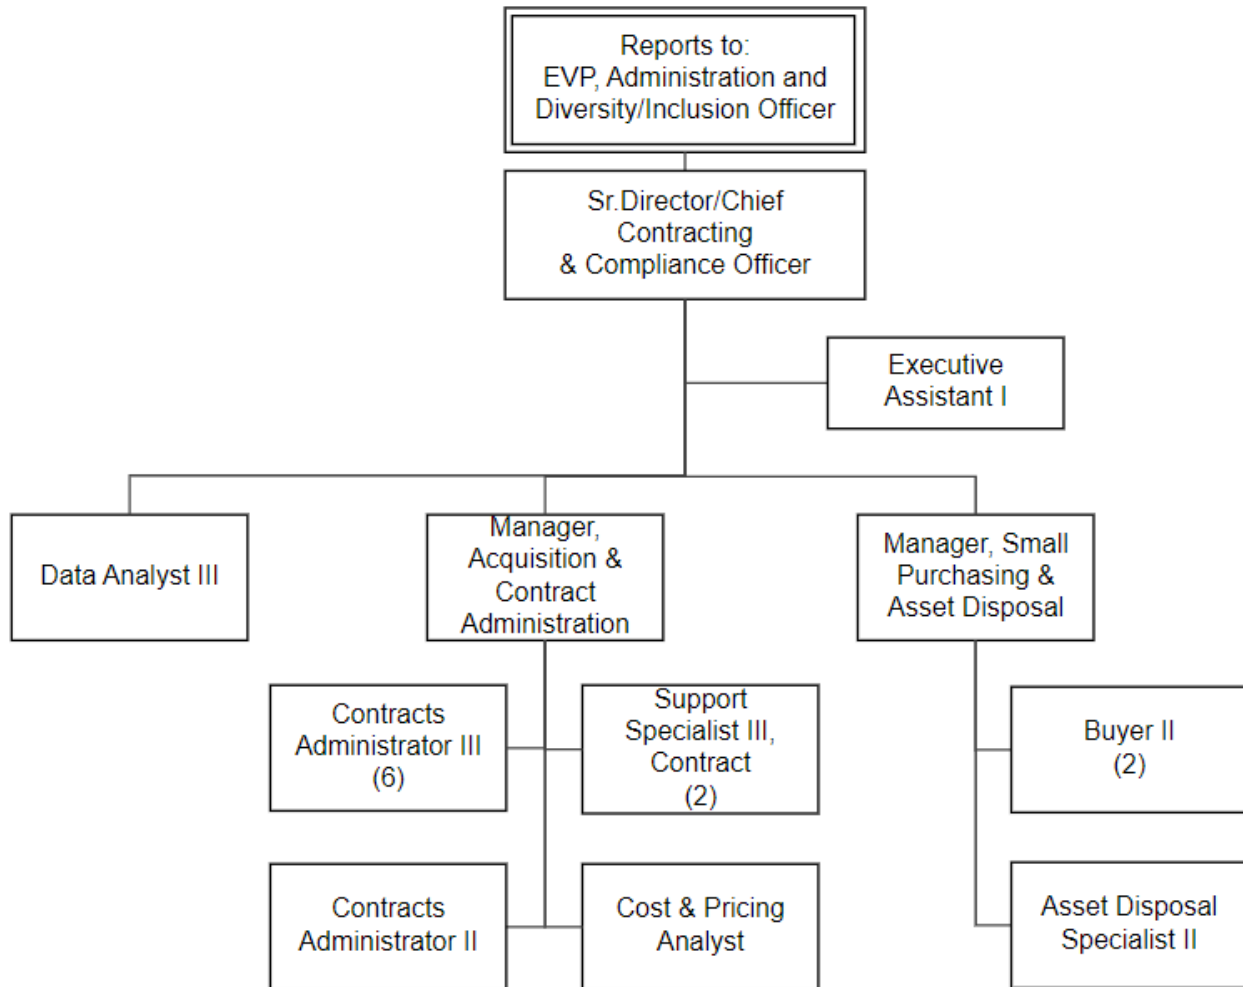 Reports to:
EVP, Administration and
Diversity/Inclusion Officer
Sr.Director/Chief
Contracting
& Compliance Officer
Executive
Assistant I
Data Analyst III
Manager,
Acquisition &
Contract
Administration
Manager, Small
Purchasing &
Asset Disposal
Contracts
Administrator III
(6)
Support
Specialist III,
Contract
(2)
Buyer II
(2)
Contracts
Administrator II
Cost & Pricing
Analyst
Asset Disposal
Specialist II